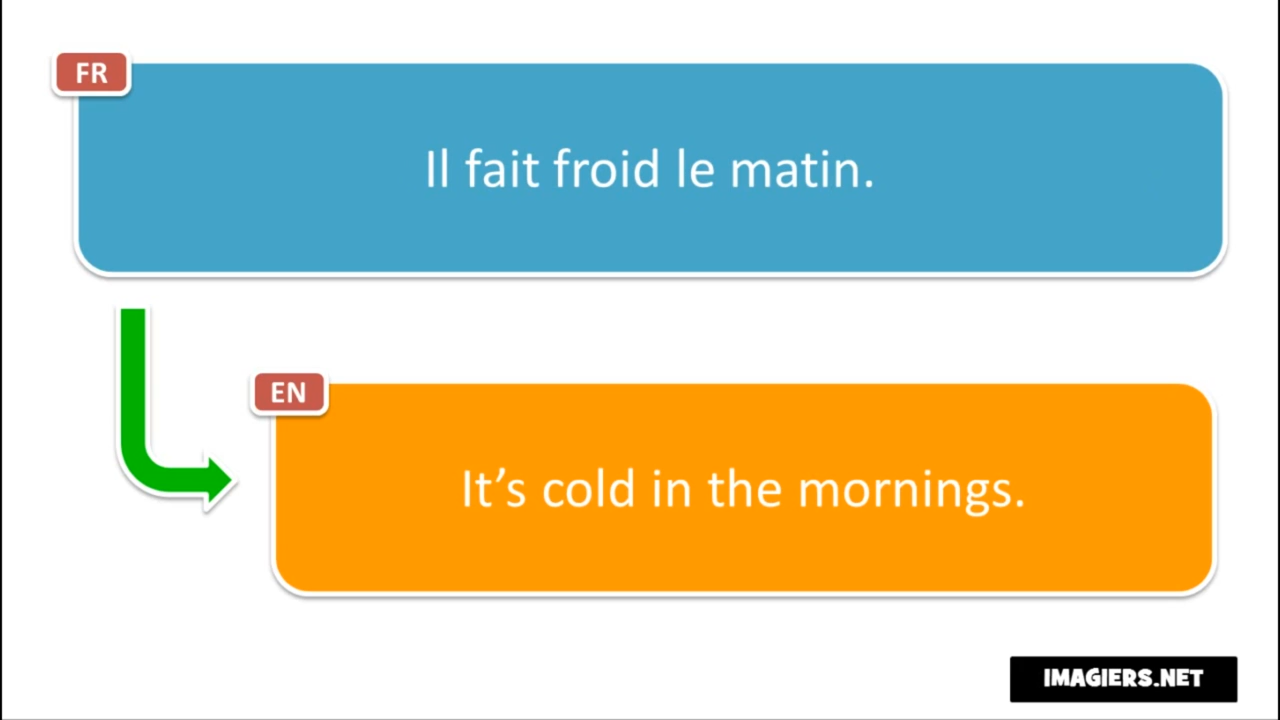 FR
Il fait froid le matin.
EN
It’s cold in the mornings.
IMAGIERS.NET